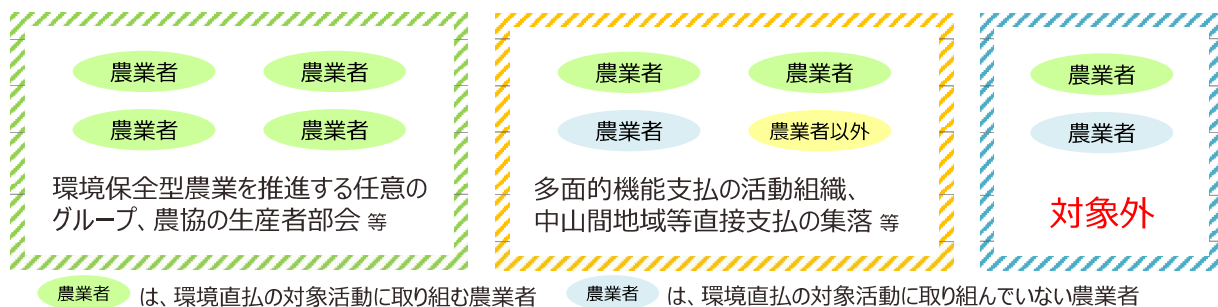 農業者 農業者
農業者 農業者
環境保全型農業を推進する任意の
グループ、農協の生産者部会 等
農業者 農業者
農業者 農業者以外
多面的機能支払の活動組織、
中山間地域等直接支払の集落 等
農業者
農業者
対象外
農業者 は、環境直払の対象活動に取り組む農業者
農業者 は、環境直払の対象活動に取り組んでいない農業者